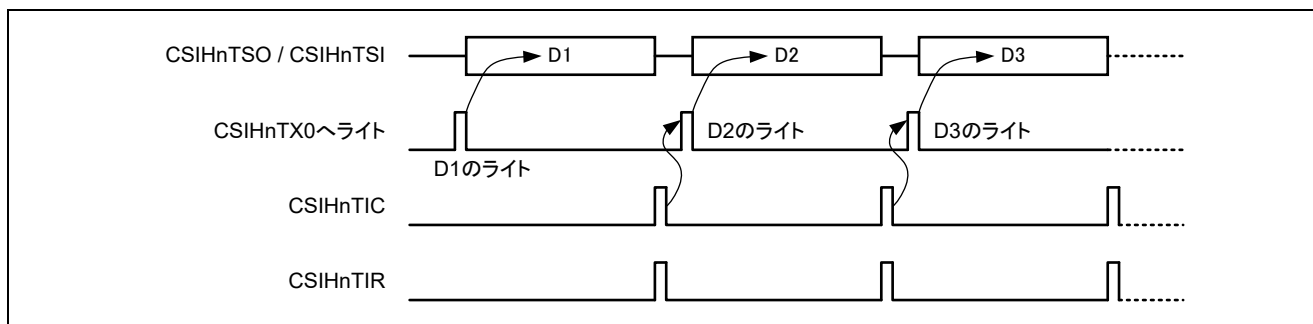 CSIHnTSO / CSIHnTSI
D1
D2
D3
CSIHnTX0へライト
D1のライト
D2のライト
D3のライト
CSIHnTIC
CSIHnTIR